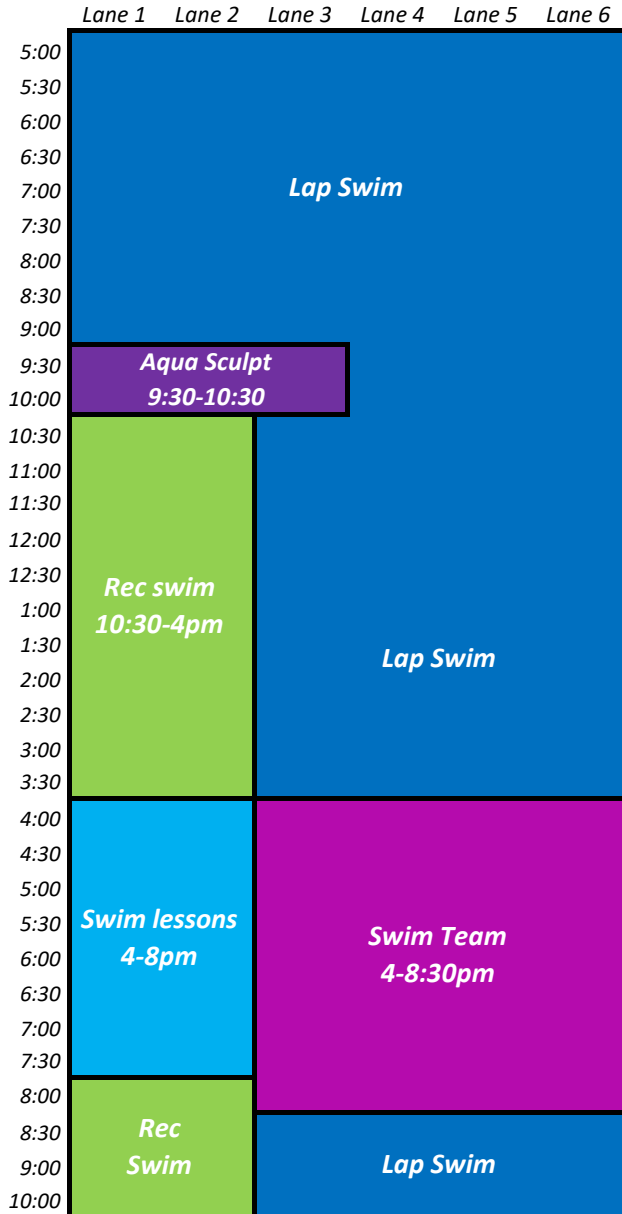 Lane 1 Lane 2 Lane 3 Lane 4 Lane 5 Lane 6
5:00
5:30
6:00
6:30
7:00
Lap Swim
7:30
8:00
8:30
9:00
9:30
Aqua Sculpt
10:00
9:30-10:30
10:30
11:00
11:30
12:00
12:30
Rec swim
1:00
10:30-4pm
1:30
Lap Swim
2:00
2:30
3:00
3:30
4:00
4:30
5:00
5:30
Swim lessons
4-8pm
Swim Team
4-8:30pm
6:00
6:30
7:00
7:30
8:00
8:30
Rec
Swim
9:00
Lap Swim
10:00